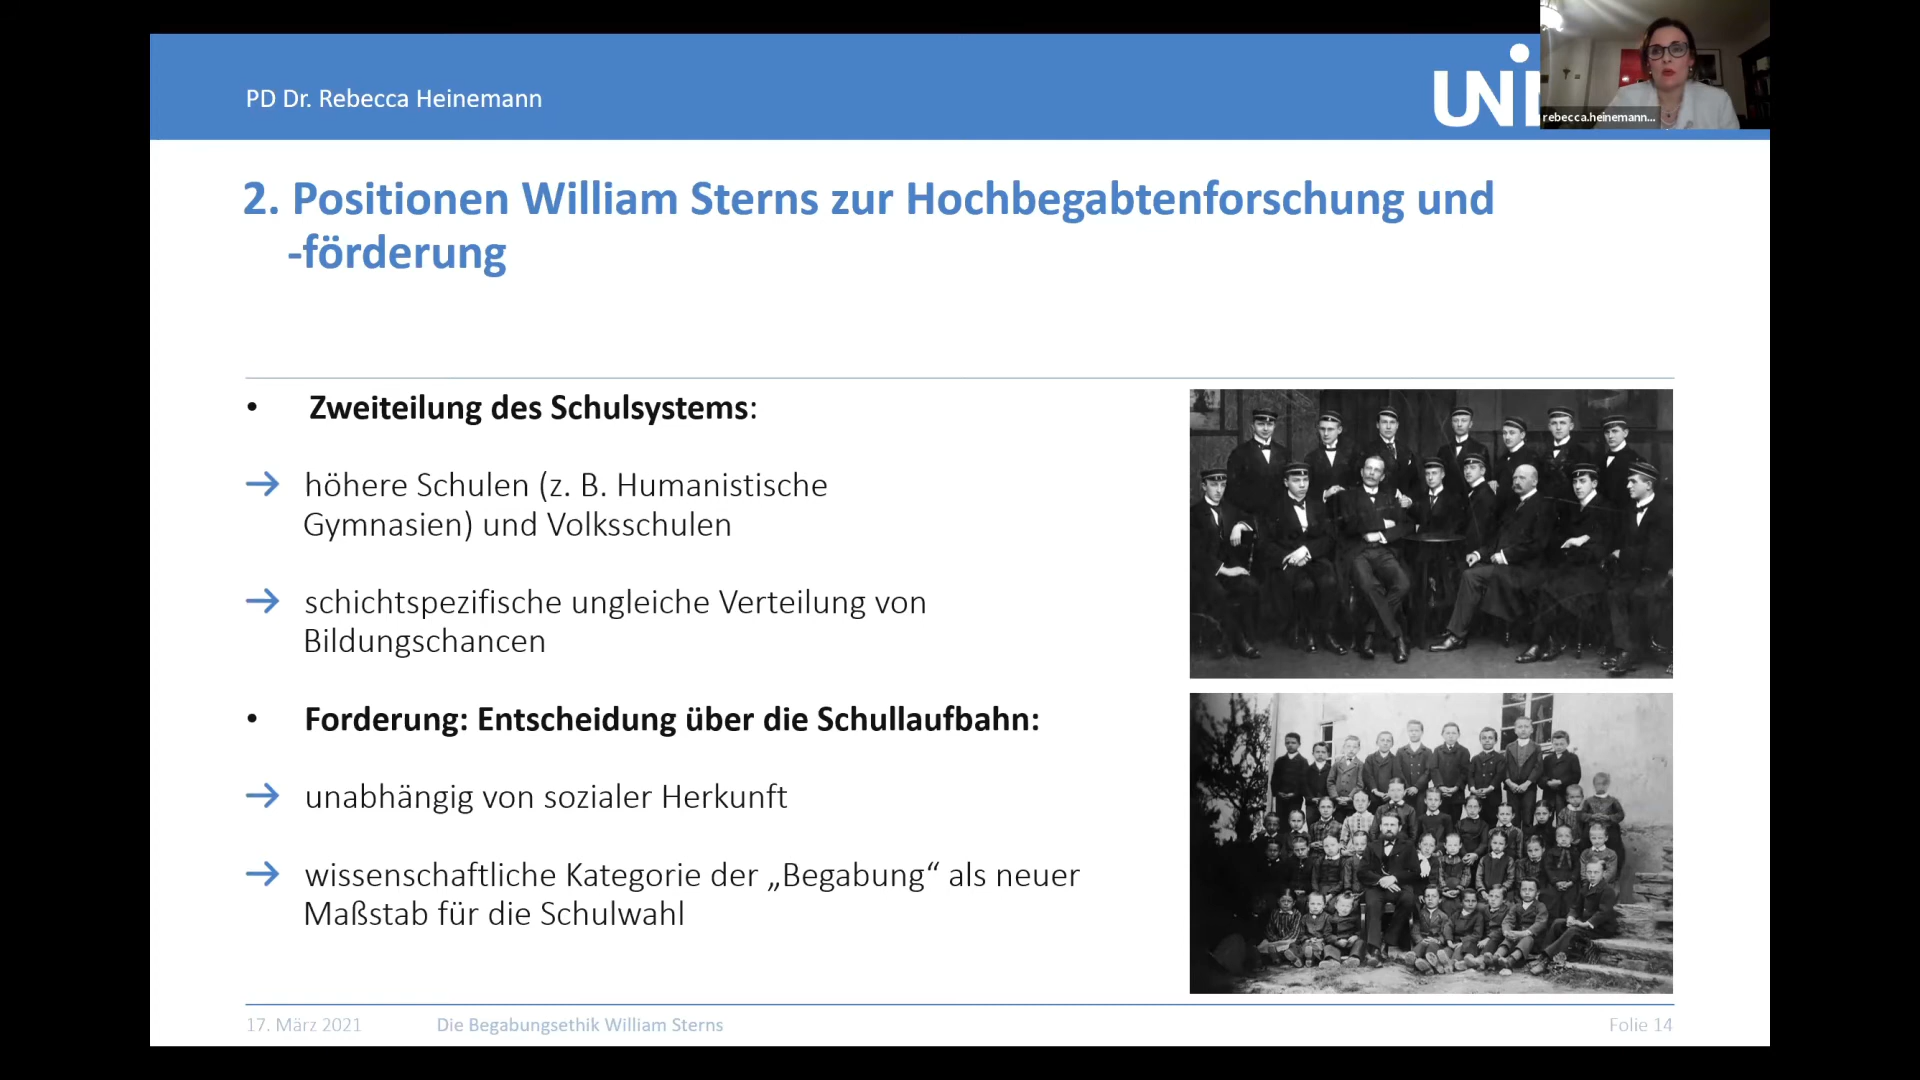 PD Dr. Rebecca Heinemann
UNI
rebecca.heinemann...
2. Positionen William Sterns zur Hochbegabtenforschung und
-förderung
• Zweiteilung des Schulsystems:
→ höhere Schulen (z. B. Humanistische
Gymnasien) und Volksschulen
→ schichtspezifische ungleiche Verteilung von
Bildungschancen
• Forderung: Entscheidung über die Schullaufbahn:
→ unabhängig von sozialer Herkunft
→ wissenschaftliche Kategorie der „Begabung“ als neuer
Maßstab für die Schulwahl
17. März 2021 Die Begabungsethik William Sterns Folie 14